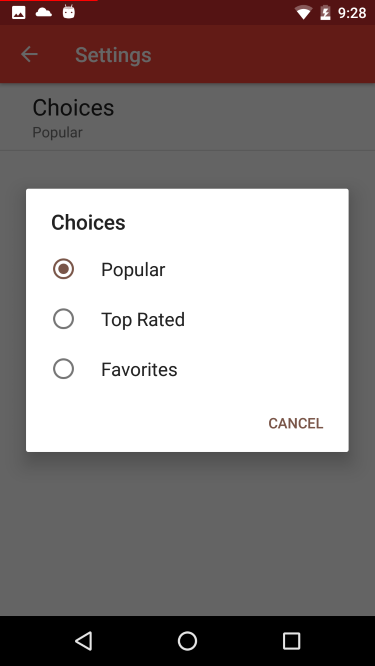 9:28
Settings
Choices
Popular
Choices
Popular
Top Rated
Favorites
CANCEL